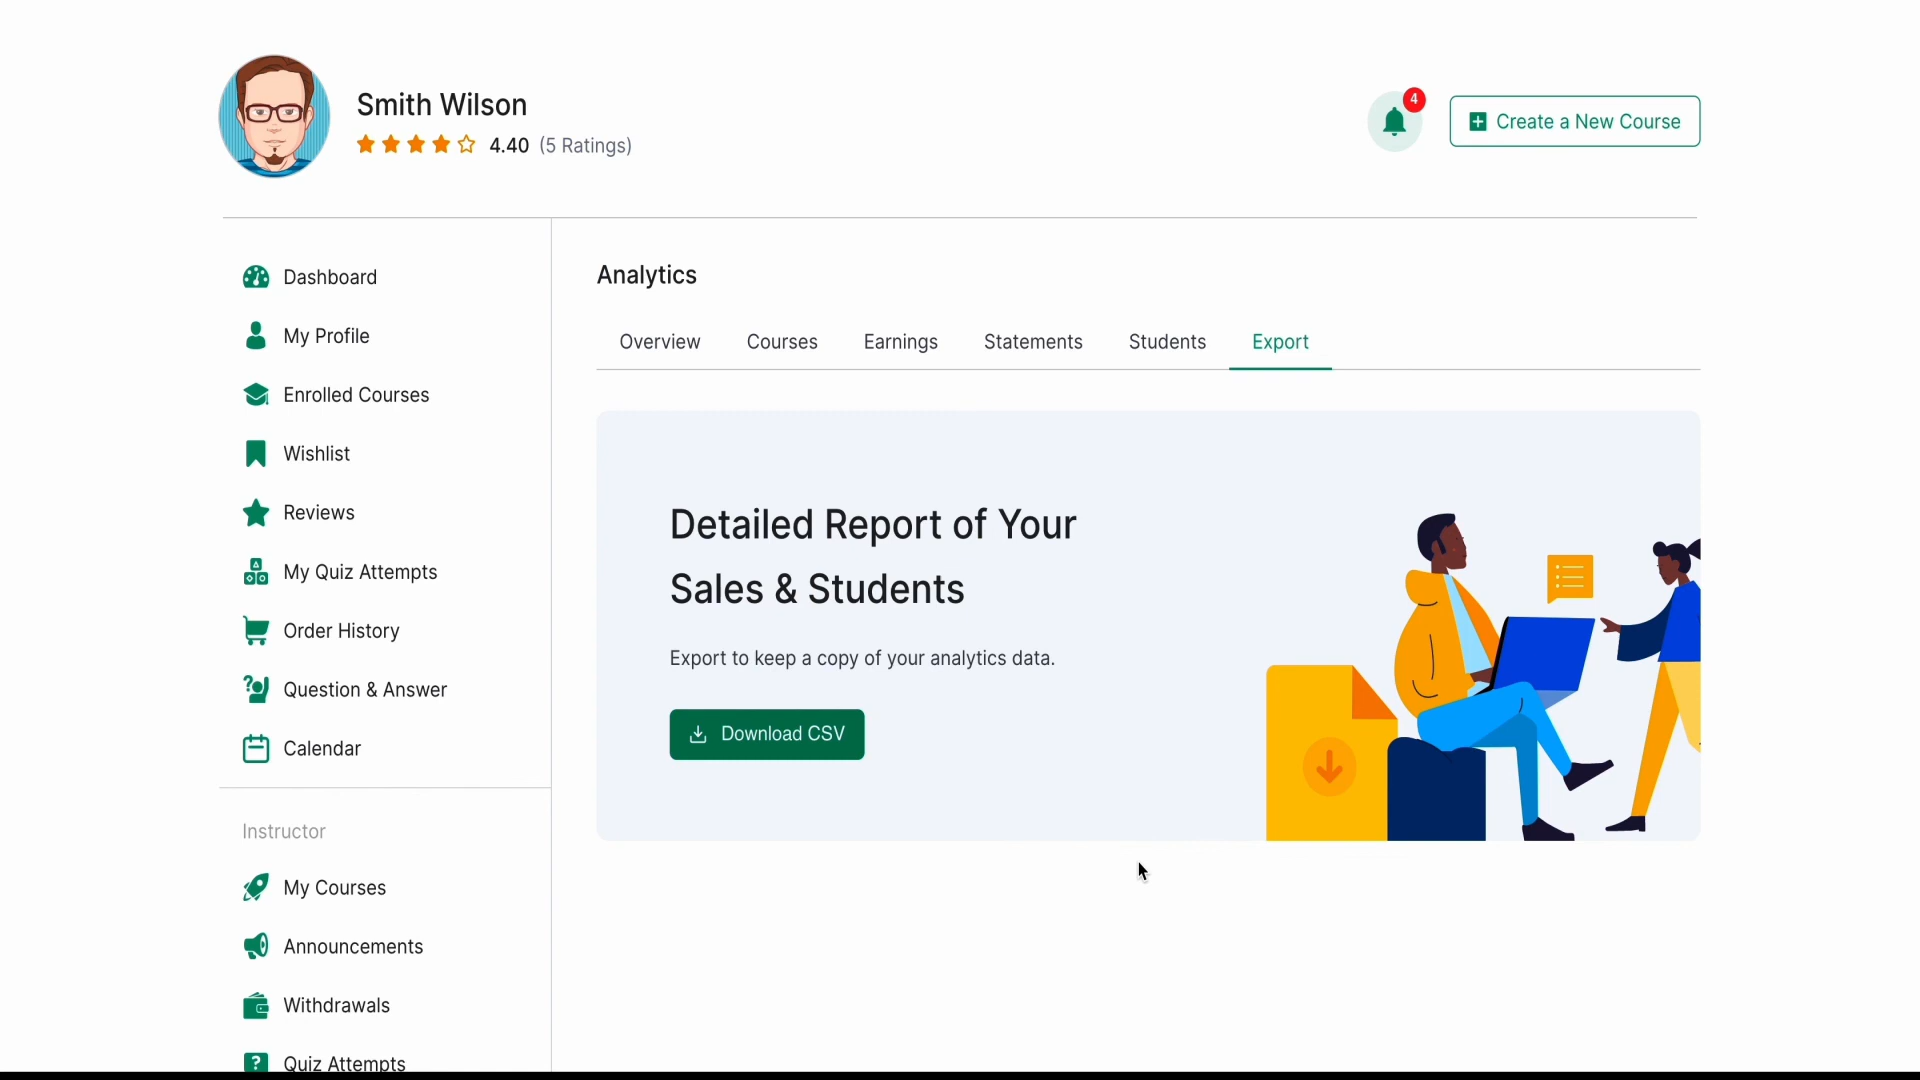 Smith Wilson
4.40 (5 Ratings)
4
Create a New Course
Dashboard
My Profile
Enrolled Courses
Wishlist
Reviews
My Quiz Attempts
Order History
Question & Answer
Calendar
Instructor
My Courses
Announcements
Withdrawals
Quiz Attempts
Analytics
Overview Courses Earnings Statements Students Export
Detailed Report of Your
Sales & Students
Export to keep a copy of your analytics data.
Download CSV